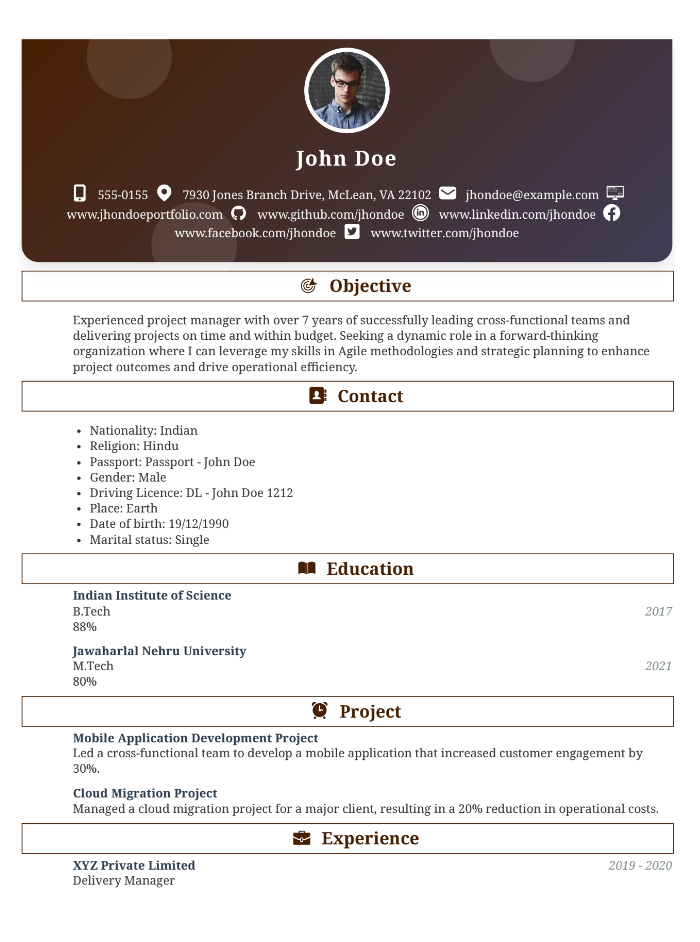 John Doe
555-0155 7930 Jones Branch Drive, McLean, VA 22102 jhondoe@example.com
www.jhondoeportfolio.com www.github.com/jhondoe www.linkedin.com/jhondoe
www.facebook.com/jhondoe www.twitter.com/jhondoe
Objective
Experienced project manager with over 7 years of successfully leading cross-functional teams and
delivering projects on time and within budget. Seeking a dynamic role in a forward-thinking
organization where I can leverage my skills in Agile methodologies and strategic planning to enhance
project outcomes and drive operational efficiency.
Contact
• Nationality: Indian
• Religion: Hindu
• Passport: Passport - John Doe
• Gender: Male
• Driving Licence: DL - John Doe 1212
• Place: Earth
• Date of birth: 19/12/1990
• Marital status: Single
Education
Indian Institute of Science
B.Tech 2017
88%
Jawaharlal Nehru University
M.Tech 2021
80%
Project
Mobile Application Development Project
Led a cross-functional team to develop a mobile application that increased customer engagement by
30%.
Cloud Migration Project
Managed a cloud migration project for a major client, resulting in a 20% reduction in operational costs.
Experience
XYZ Private Limited 2019 - 2020
Delivery Manager